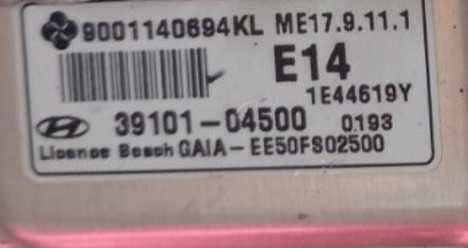 9001140694KL ME17.9.11.1
E14
1E44619Y
39101-04500 0193
License Bosch GAIA-EE50FS02500